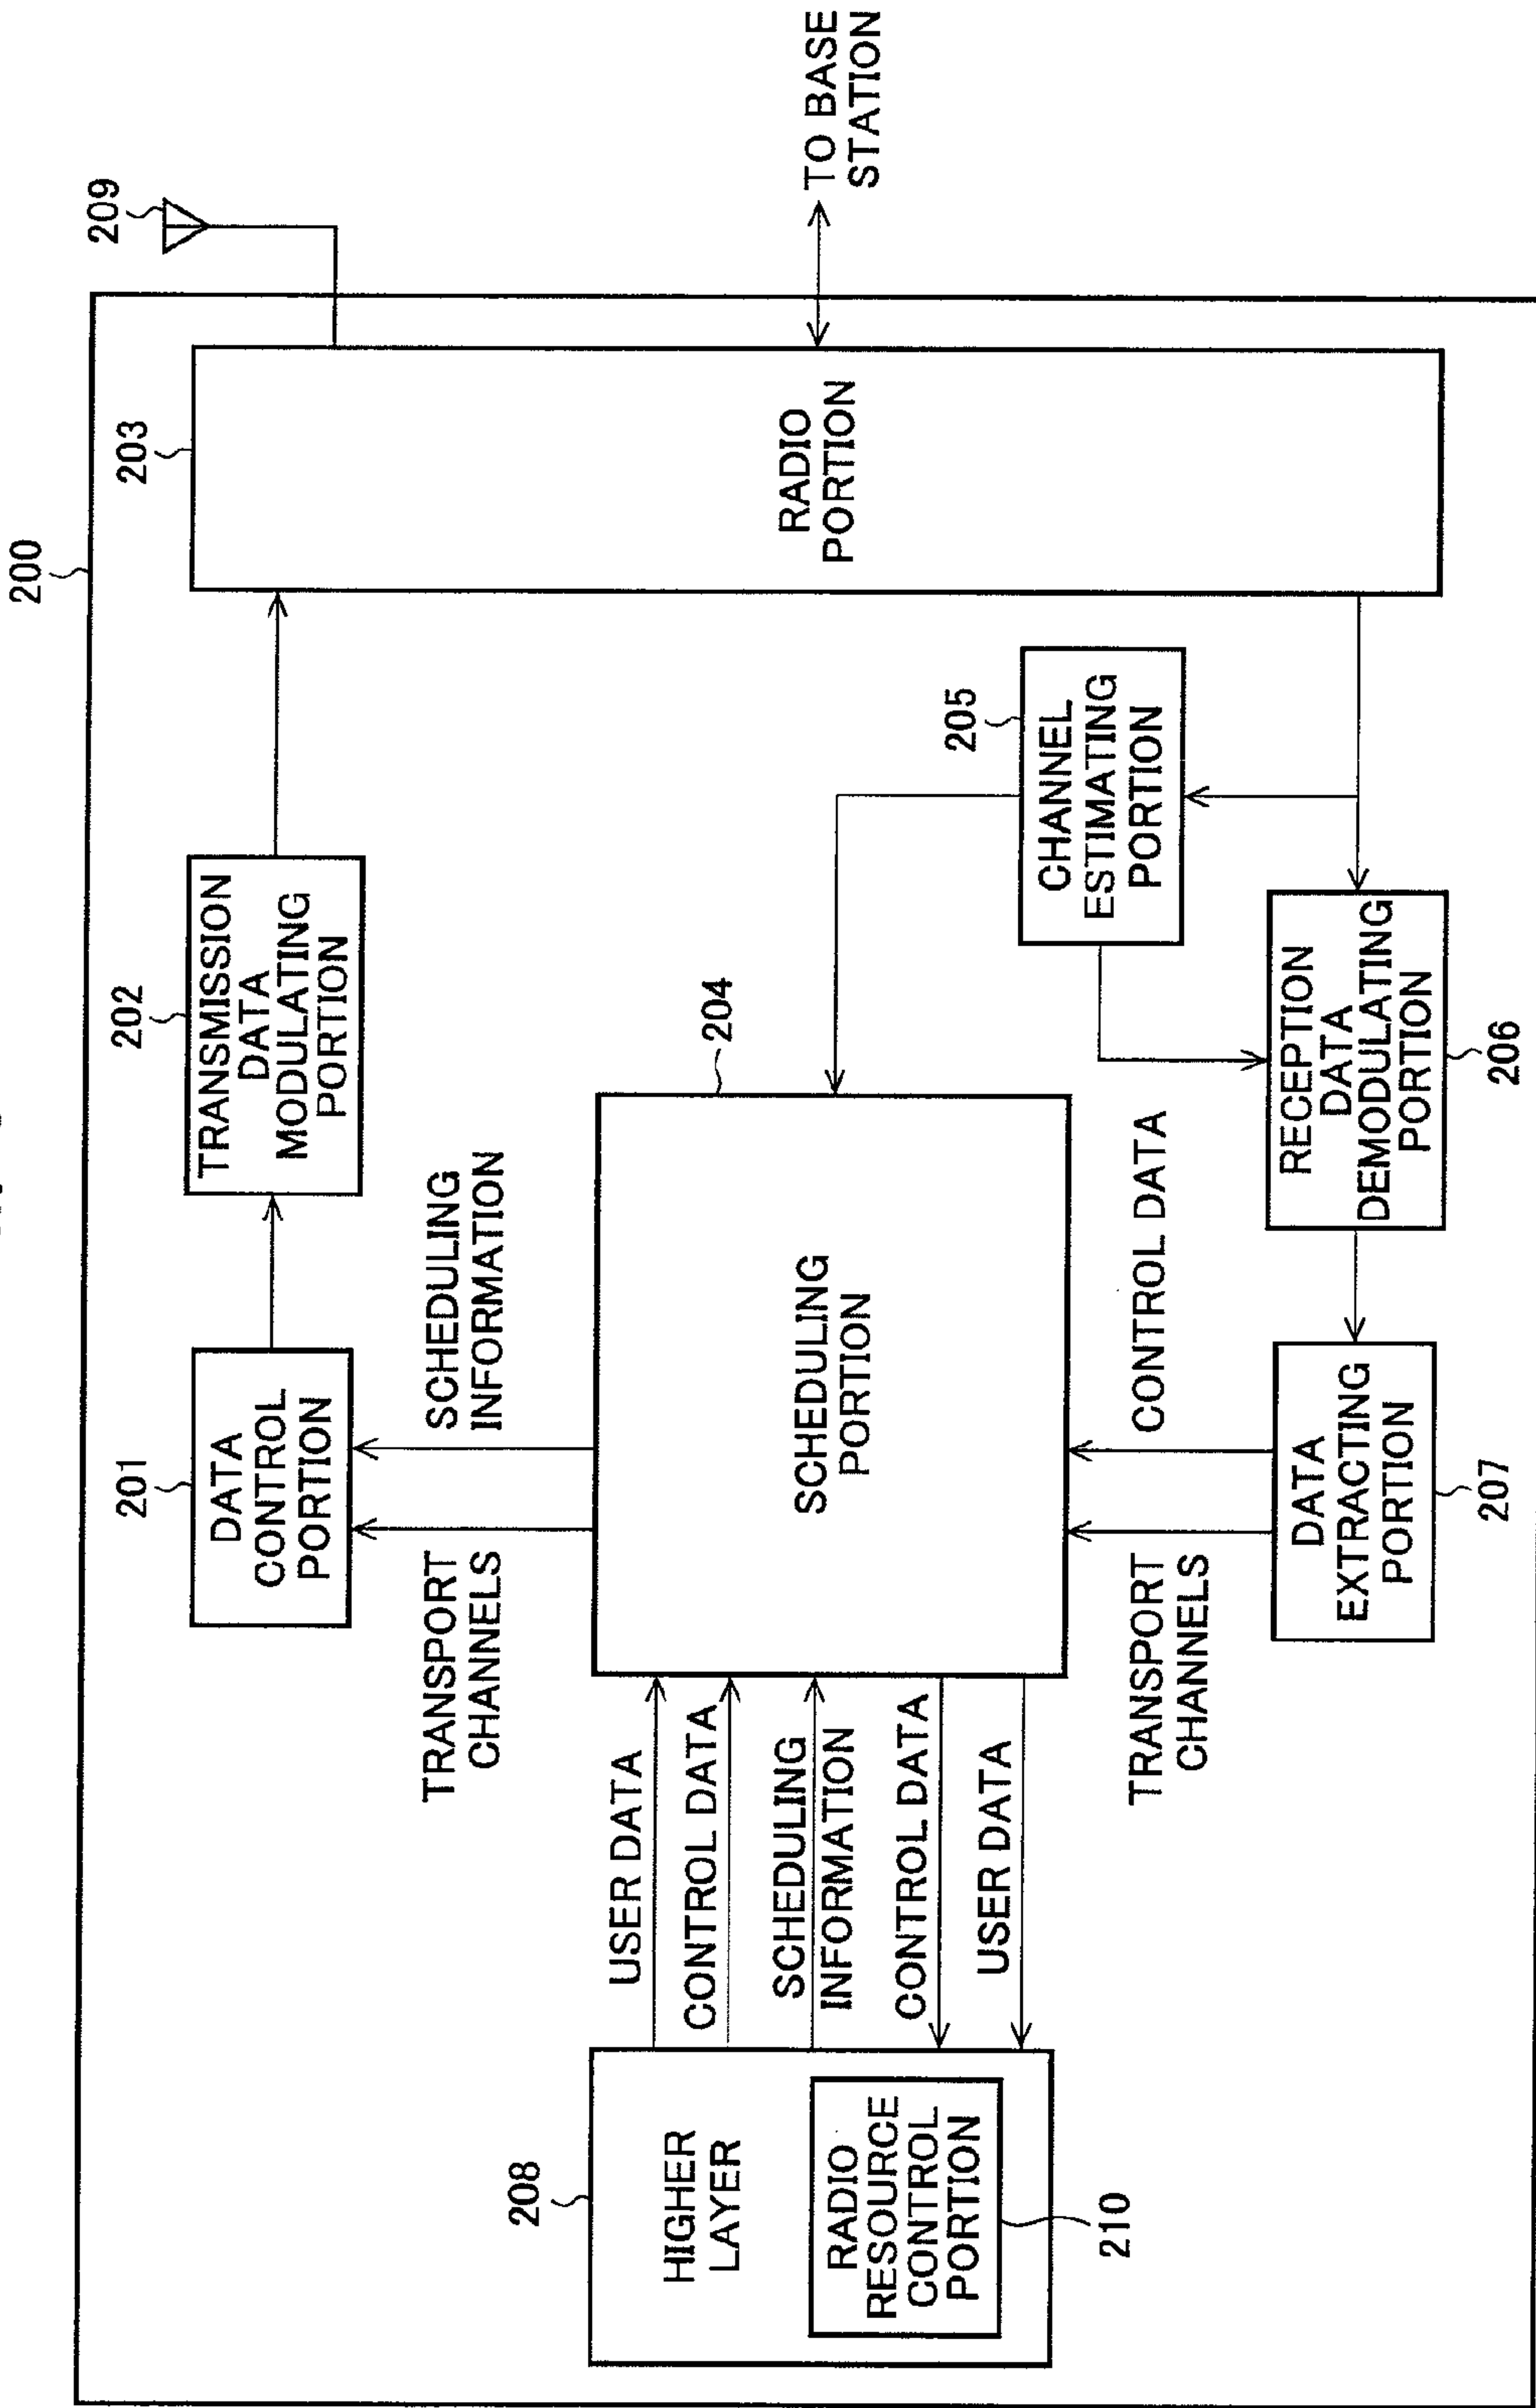 200
209
203
RADIO
PORTION
TO BASE
STATION
202
TRANSMISSION
DATA
MODULATING
PORTION
205
CHANNEL
ESTIMATING
PORTION
201
DATA
CONTROL
PORTION
SCHEDULING
INFORMATION
TRANSPORT
CHANNELS
204
SCHEDULING
PORTION
RECEPTION
DATA
DEMODULATING
PORTION
206
CONTROL DATA
TRANSPORT
CHANNELS
DATA
EXTRACTING
PORTION
207
USER DATA
CONTROL DATA
SCHEDULING
INFORMATION
CONTROL DATA
USER DATA
208
HIGHER
LAYER
RADIO
RESOURCE
CONTROL
PORTION
210